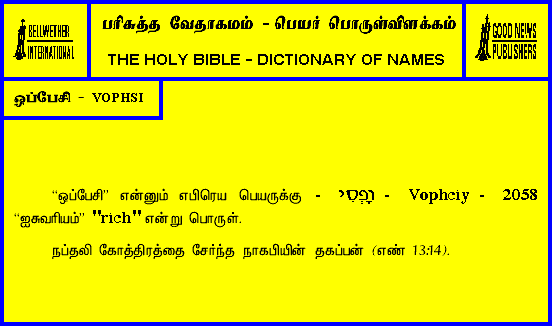 BELLWETHER
INTERNATIONAL
பரிசுத்த வேதாகமம் - பெயர் பொருள்விளக்கம்
THE HOLY BIBLE - DICTIONARY OF NAMES
GOOD NEWS
PUBLISHERS
ஒப்பேசி - VOPHSI
“ஒப்பேசி” என்னும் எபிரெய பெயருக்கு - וָפְסִי - Vophciy - 2058
“ஐசுவரியம்” "rich" என்று பொருள்.
நப்தலி கோத்திரத்தை சேர்ந்த நாகபியின் தகப்பன் (எண் 13:14).